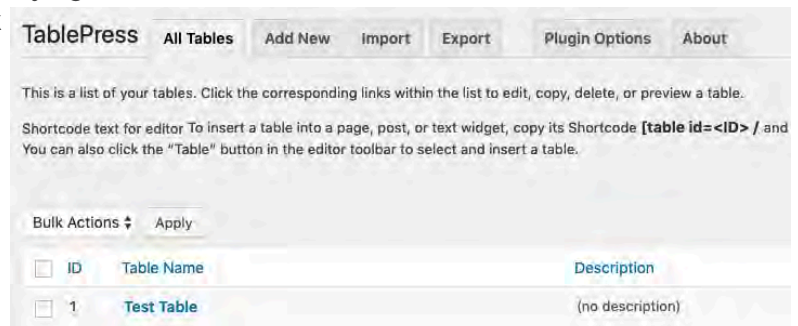 TablePress All Tables Add New Import Export Plugin Options About
This is a list of your tables. Click the corresponding links within the list to edit, copy, delete, or preview a table.
Shortcode text for editor To insert a table into a page, post, or text widget, copy its Shortcode [table id=<ID> / and
You can also click the “Table” button in the editor toolbar to select and insert a table.
Bulk Actions Apply
ID Table Name Description
1 Test Table (no description)